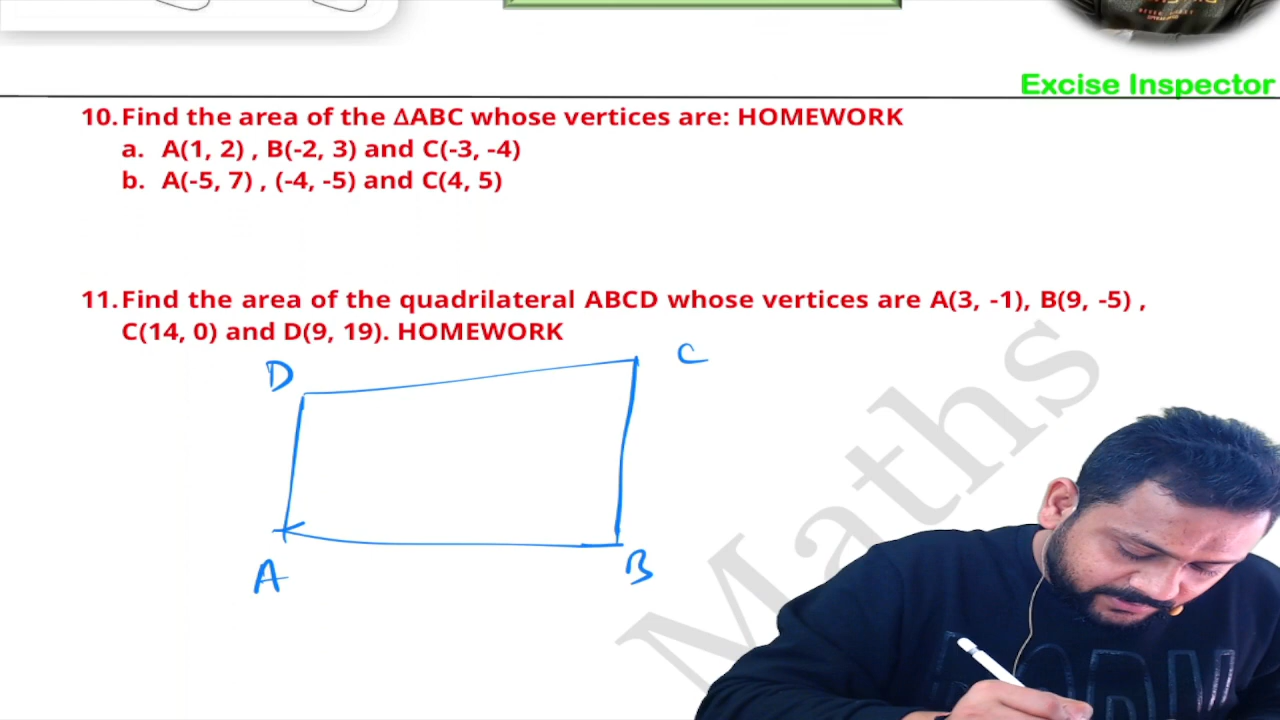 Excise Inspector
10. Find the area of the ΔABC whose vertices are: HOMEWORK
a. A(1, 2) , B(-2, 3) and C(-3, -4)
b. A(-5, 7) , (-4, -5) and C(4, 5)
11. Find the area of the quadrilateral ABCD whose vertices are A(3, -1), B(9, -5) ,
C(14, 0) and D(9, 19). HOMEWORK
D
C
A
B
Maths